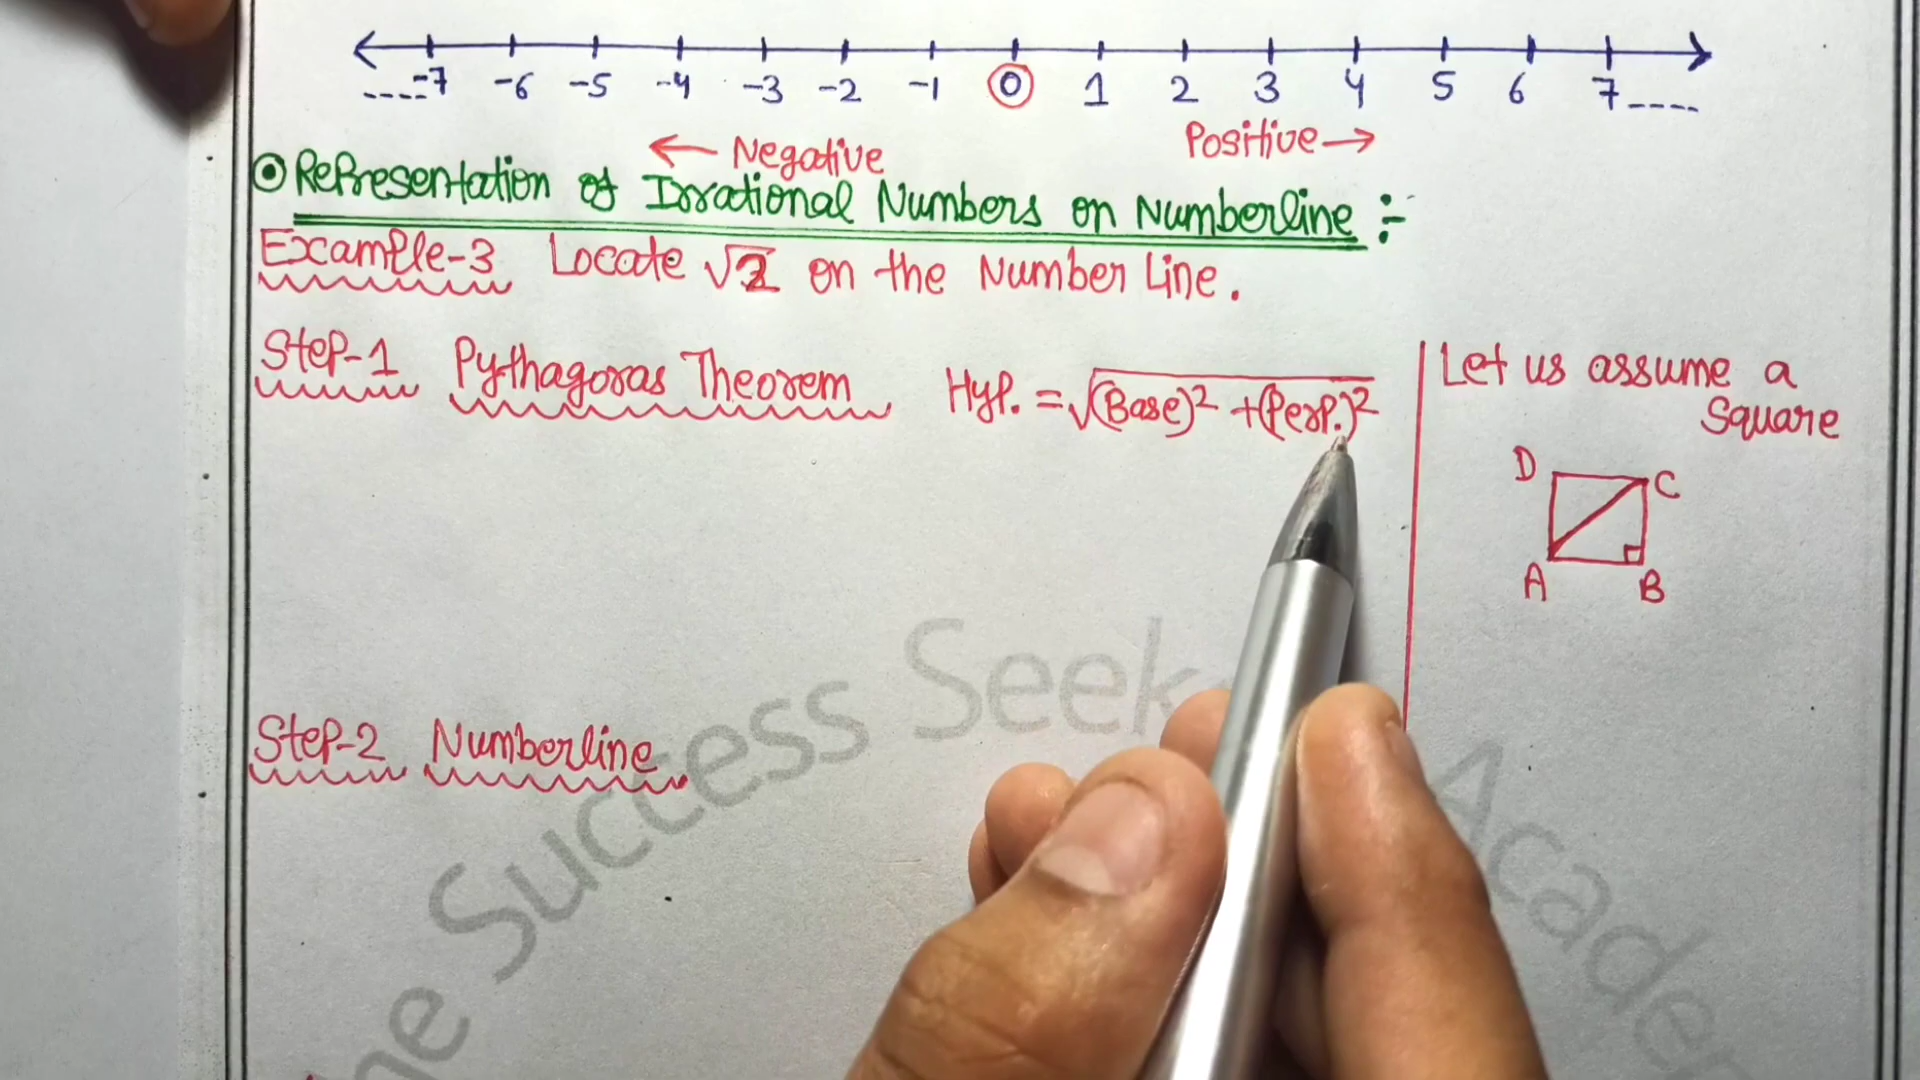 ----7 -6 -5 -4 -3 -2 -1 0 1 2 3 4 5 6 7----
← Negative Positive →
Representation of Irrational Numbers on Numberline :-
Example-3 Locate √2 on the Number Line.
Step-1 Pythagoras Theorem Hyp. = √(Base)² + (Perp.)²
Let us assume a
Square
D C
A B
Step-2 Numberline
Success Seek
Academ